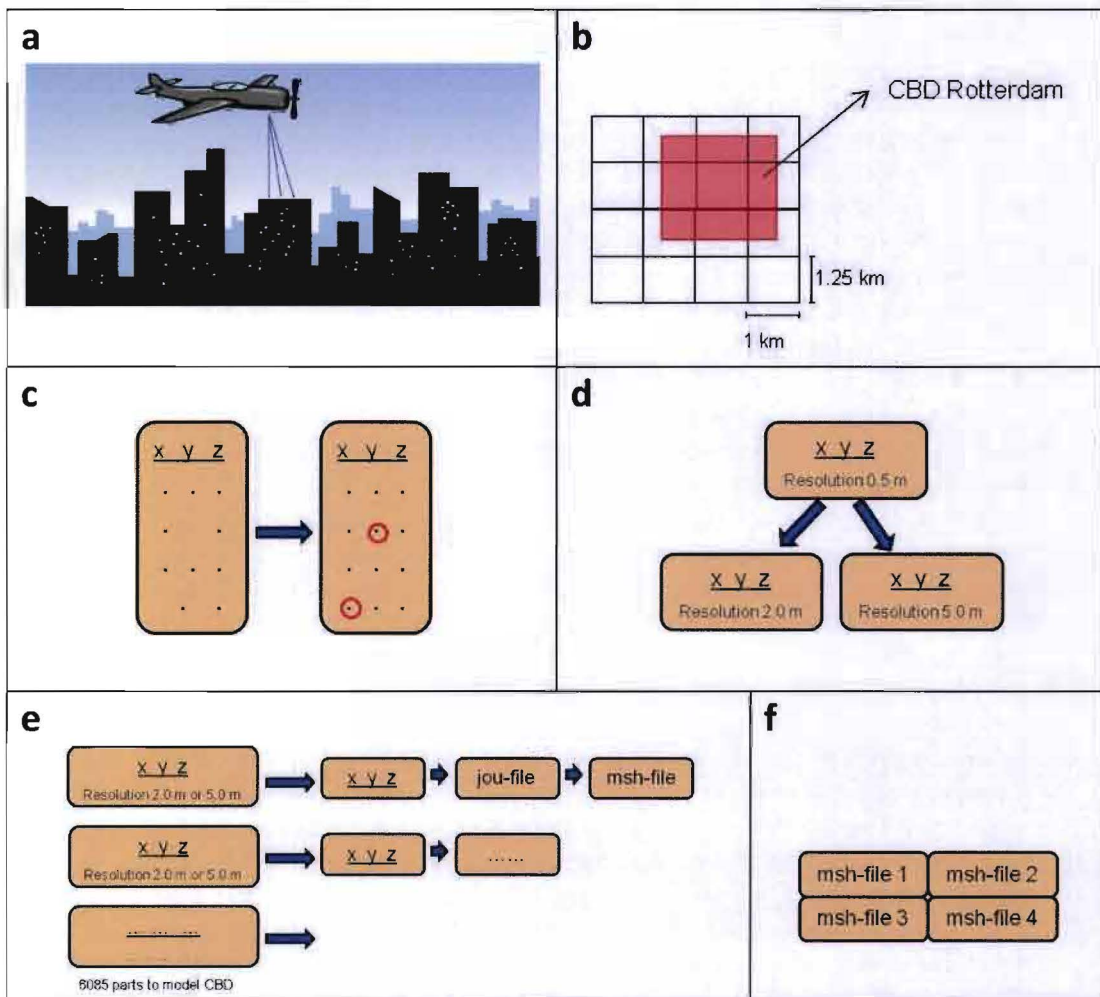 a
b
CBD Rotterdam
1.25 km
1 km
c
x y z
x y z
d
x y z
Resolution 0.5 m
x y z
Resolution 2.0 m
x y z
Resolution 5.0 m
e
x y z
Resolution 2.0 m or 5.0 m
x y z
jou-file
msh-file
x y z
Resolution 2.0 m or 5.0 m
x y z
......
... ... ...
6085 parts to model CBD
f
msh-file 1
msh-file 2
msh-file 3
msh-file 4